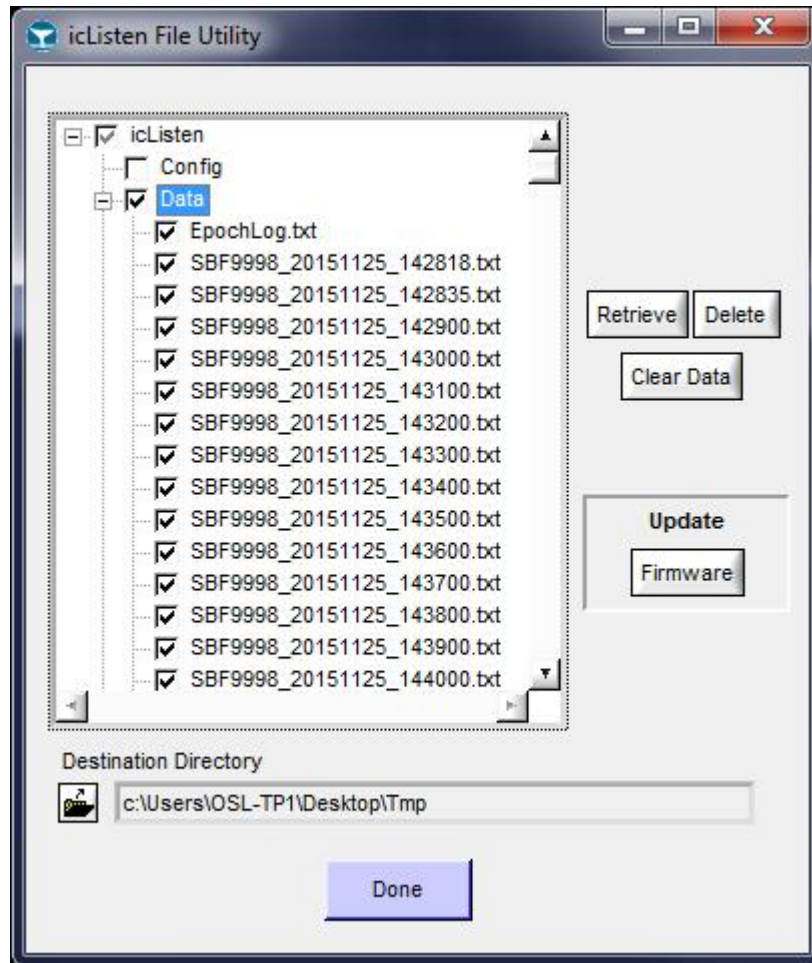 icListen File Utility
icListen
Config
Data
EpochLog.txt
SBF9998_20151125_142818.txt
SBF9998_20151125_142835.txt
SBF9998_20151125_142900.txt
SBF9998_20151125_143000.txt
SBF9998_20151125_143100.txt
SBF9998_20151125_143200.txt
SBF9998_20151125_143300.txt
SBF9998_20151125_143400.txt
SBF9998_20151125_143500.txt
SBF9998_20151125_143600.txt
SBF9998_20151125_143700.txt
SBF9998_20151125_143800.txt
SBF9998_20151125_143900.txt
SBF9998_20151125_144000.txt
Retrieve Delete
Clear Data
Update
Firmware
Destination Directory
c:\Users\OSL-TP1\Desktop\Tmp
Done